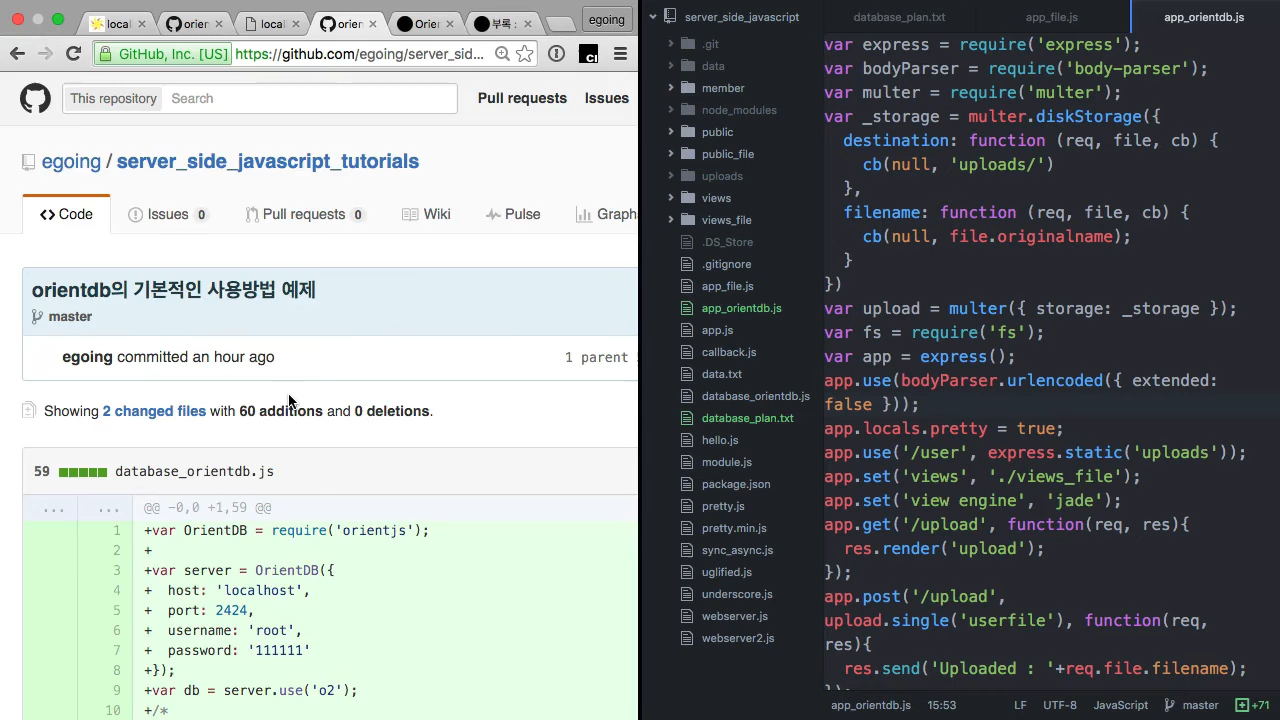 local
orien
local
orien
Orien
부록 :
egoing
GitHub, Inc. [US]
https://github.com/egoing/server_sid...
This repository
Search
Pull requests
Issues
egoing / server_side_javascript_tutorials
<> Code
Issues 0
Pull requests 0
Wiki
Pulse
Graph
orientdb의 기본적인 사용방법 예제
master
egoing committed an hour ago
1 parent
Showing 2 changed files with 60 additions and 0 deletions.
59 database_orientdb.js
... ... @@ -0,0 +1,59 @@
1 +var OrientDB = require('orientjs');
2 +
3 +var server = OrientDB({
4 + host: 'localhost',
5 + port: 2424,
6 + username: 'root',
7 + password: '111111'
8 +});
9 +var db = server.use('o2');
10 +/*
server_side_javascript
.git
data
member
node_modules
public
public_file
uploads
views
views_file
.DS_Store
.gitignore
app_file.js
app_orientdb.js
app.js
callback.js
data.txt
database_orientdb.js
database_plan.txt
hello.js
module.js
package.json
pretty.js
pretty.min.js
sync_async.js
uglified.js
underscore.js
webserver.js
webserver2.js
database_plan.txt
app_file.js
app_orientdb.js
var express = require('express');
var bodyParser = require('body-parser');
var multer = require('multer');
var _storage = multer.diskStorage({
destination: function (req, file, cb) {
cb(null, 'uploads/')
},
filename: function (req, file, cb) {
cb(null, file.originalname);
}
})
var upload = multer({ storage: _storage });
var fs = require('fs');
var app = express();
app.use(bodyParser.urlencoded({ extended:
false }));
app.locals.pretty = true;
app.use('/user', express.static('uploads'));
app.set('views', './views_file');
app.set('view engine', 'jade');
app.get('/upload', function(req, res){
res.render('upload');
});
app.post('/upload',
upload.single('userfile'), function(req,
res){
res.send('Uploaded : '+req.file.filename);
});
app_orientdb.js
15:53
LF
UTF-8
JavaScript
master
+71